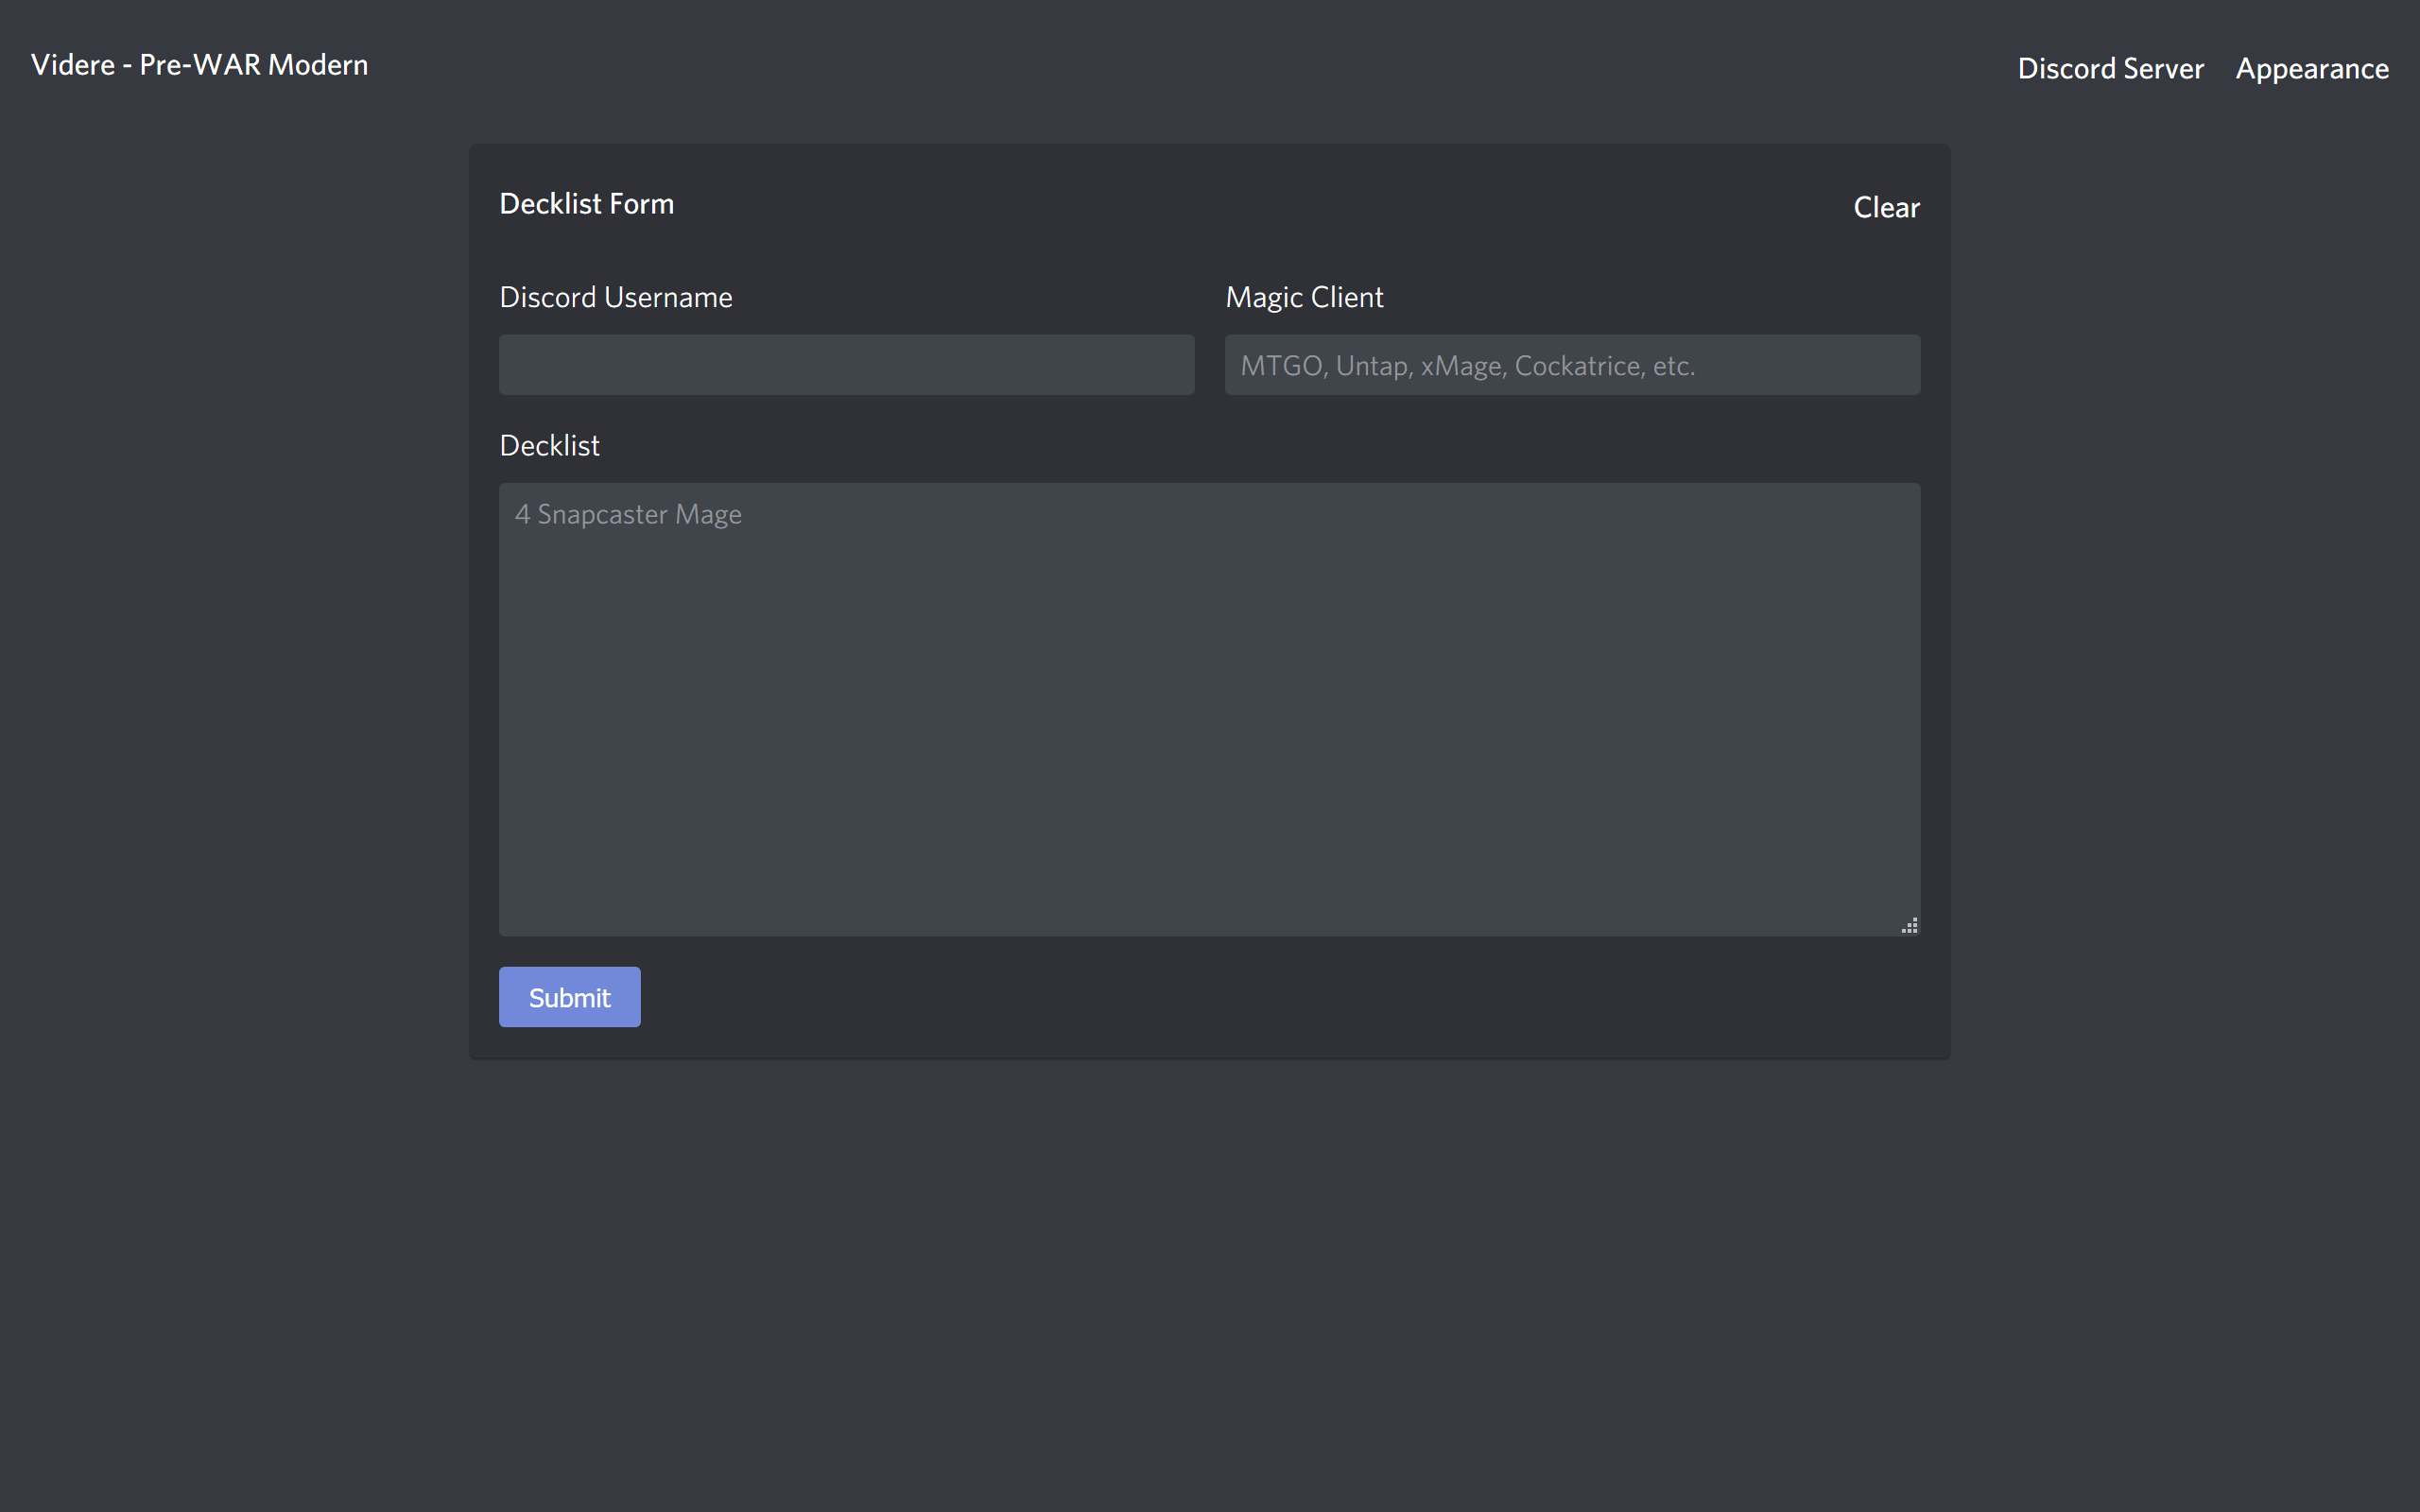 Videre - Pre-WAR Modern
Discord Server Appearance
Decklist Form
Clear
Discord Username
Magic Client
MTGO, Untap, xMage, Cockatrice, etc.
Decklist
4 Snapcaster Mage
Submit